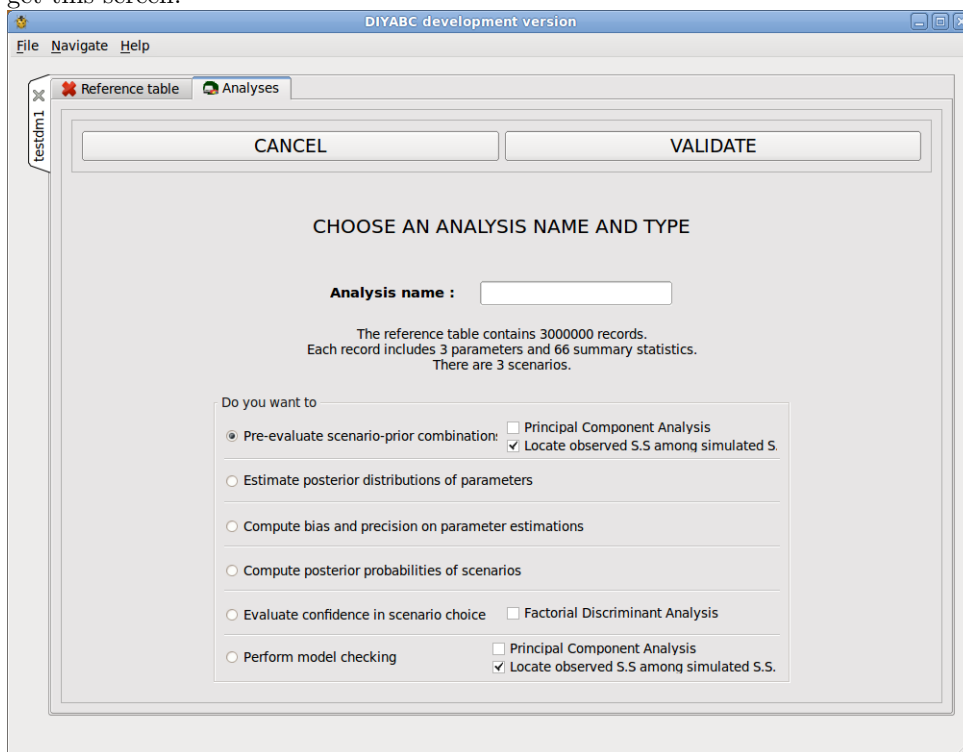 get this screen:
DIYABC development version
File Navigate Help
Reference table Analyses
testdm1
CANCEL VALIDATE
CHOOSE AN ANALYSIS NAME AND TYPE
Analysis name :
The reference table contains 3000000 records.
Each record includes 3 parameters and 66 summary statistics.
There are 3 scenarios.
Do you want to
Pre-evaluate scenario-prior combination: Principal Component Analysis
Locate observed S.S among simulated S.
Estimate posterior distributions of parameters
Compute bias and precision on parameter estimations
Compute posterior probabilities of scenarios
Evaluate confidence in scenario choice Factorial Discriminant Analysis
Perform model checking Principal Component Analysis
Locate observed S.S among simulated S.S.